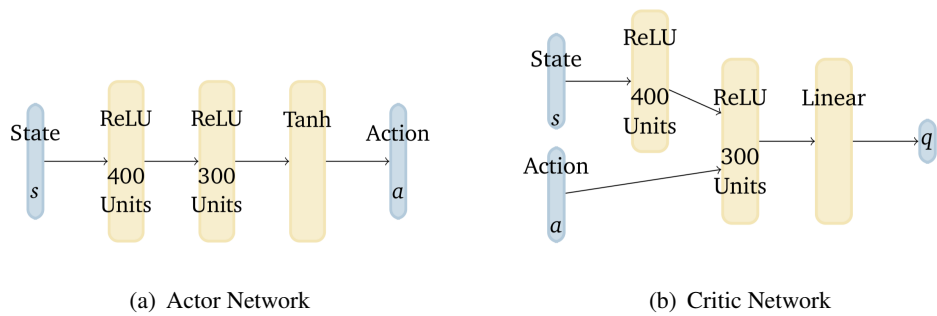 State
s
ReLU
400
Units
ReLU
300
Units
Tanh
Action
a
(a) Actor Network
State
s
Action
a
ReLU
400
Units
ReLU
300
Units
Linear
q
(b) Critic Network